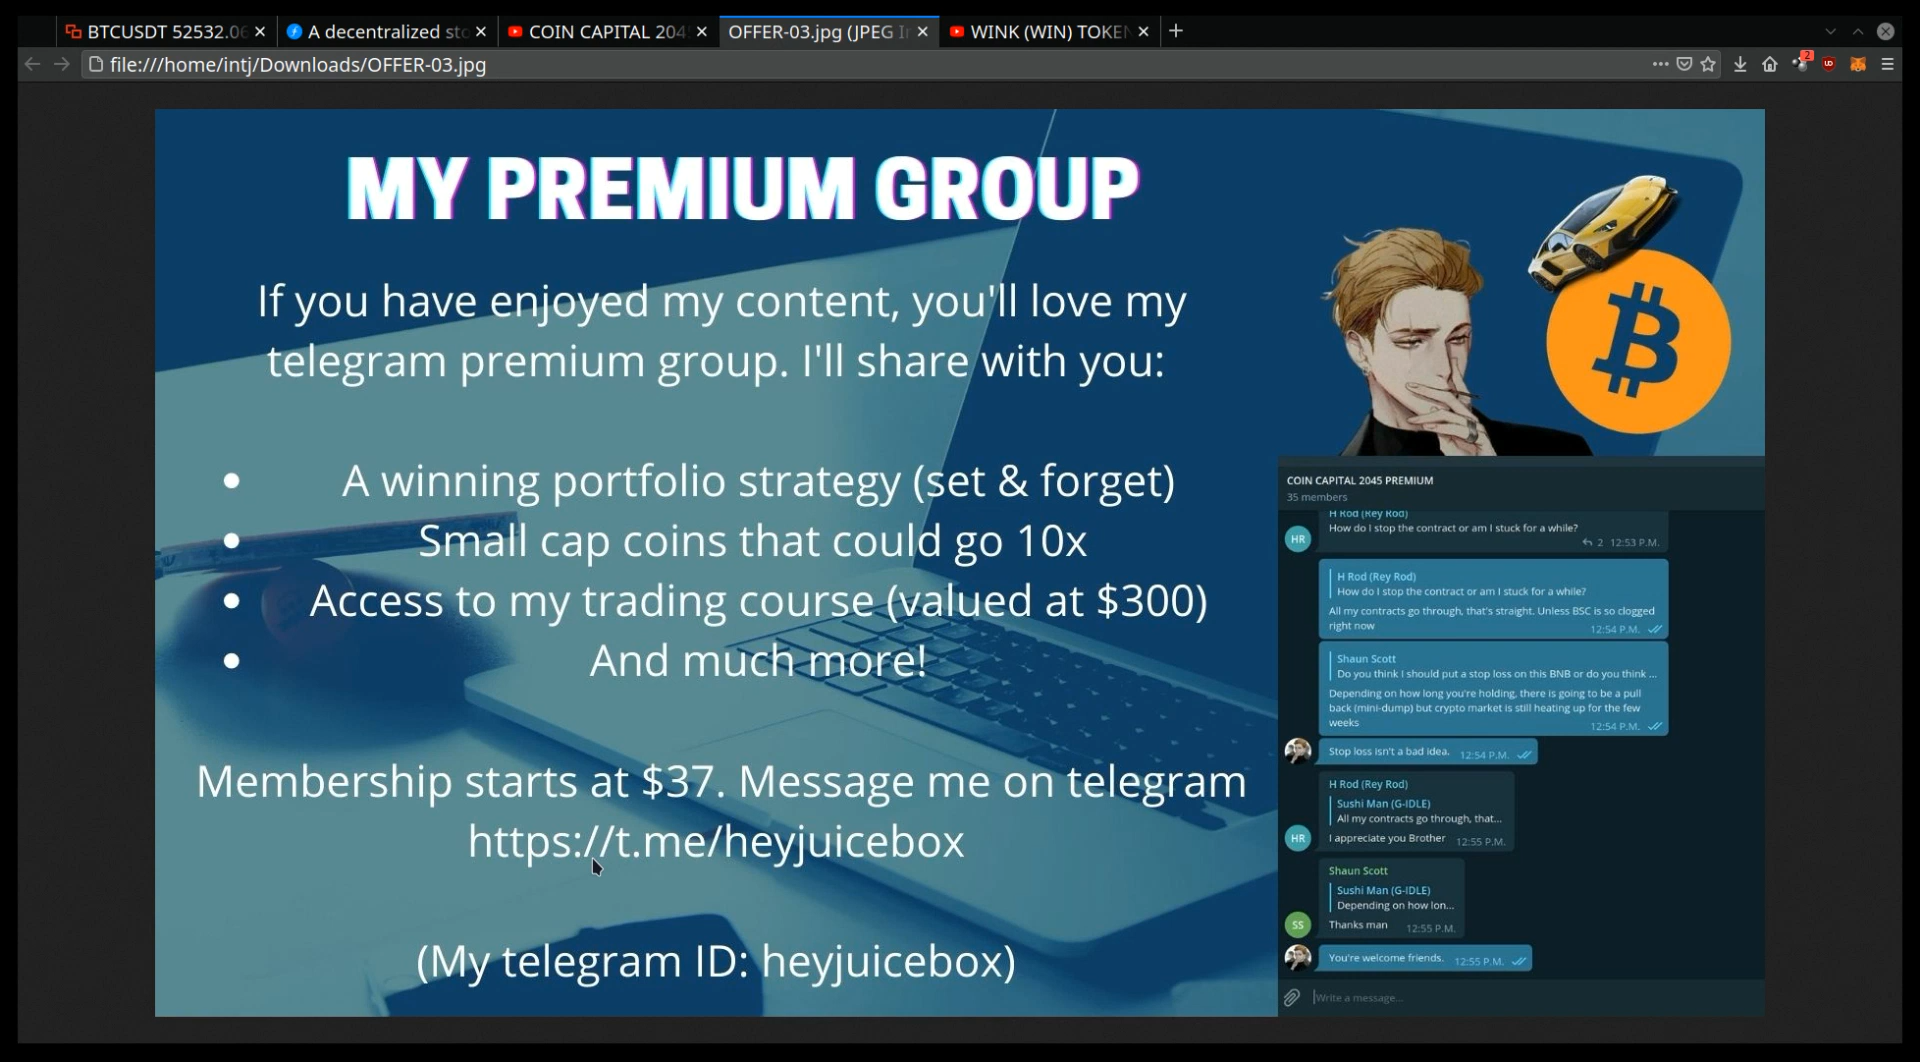 BTCUSDT 52532.06
A decentralized sto
COIN CAPITAL 204
OFFER-03.jpg (JPEG I
WINK (WIN) TOKEN
file:///home/intj/Downloads/OFFER-03.jpg
2
MY PREMIUM GROUP
If you have enjoyed my content, you'll love my
telegram premium group. I'll share with you:
• A winning portfolio strategy (set & forget)
• Small cap coins that could go 10x
• Access to my trading course (valued at $300)
• And much more!
Membership starts at $37. Message me on telegram
https://t.me/heyjuicebox
(My telegram ID: heyjuicebox)
COIN CAPITAL 2045 PREMIUM
35 members
H Rod (Rey Rod)
How do I stop the contract or am I stuck for a while?
2 12:53 P.M.
HR
H Rod (Rey Rod)
How do I stop the contract or am I stuck for a while?
All my contracts go through, that's straight. Unless BSC is so clogged
right now
12:54 P.M.
Shaun Scott
Do you think I should put a stop loss on this BNB or do you think ...
Depending on how long you're holding, there is going to be a pull
back (mini-dump) but crypto market is still heating up for the few
weeks
12:54 P.M.
Stop loss isn't a bad idea. 12:54 P.M.
H Rod (Rey Rod)
Sushi Man (G-IDLE)
All my contracts go through, that...
HR
I appreciate you Brother 12:55 P.M.
Shaun Scott
Sushi Man (G-IDLE)
Depending on how lon...
SS
Thanks man 12:55 P.M.
You're welcome friends. 12:55 P.M.
Write a message...